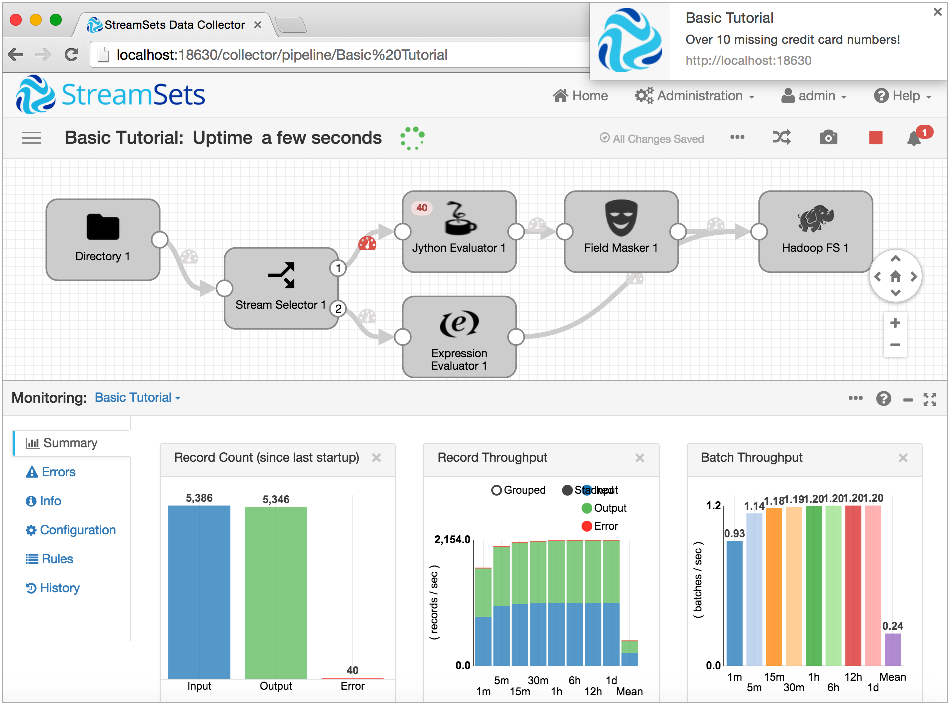 StreamSets Data Collector
localhost:18630/collector/pipeline/Basic%20Tutorial
Basic Tutorial
Over 10 missing credit card numbers!
http://localhost:18630
StreamSets
Home
Administration
admin
Help
Basic Tutorial: Uptime a few seconds
All Changes Saved
1
Directory 1
Stream Selector 1
1
2
40
Jython Evaluator 1
Expression
Evaluator 1
Field Masker 1
Hadoop FS 1
Monitoring: Basic Tutorial
Summary
Errors
Info
Configuration
Rules
History
Record Count (since last startup)
5,386
5,346
40
Input
Output
Error
Record Throughput
Grouped
Stacked
Input
Output
Error
2,154.0
( records / sec )
0.0
1m
5m
15m
30m
1h
6h
12h
1d
Mean
Batch Throughput
1.2
( batches / sec )
0.0
0.93
1.14
1.18
1.19
1.20
1.20
1.20
1.20
0.24
1m
5m
15m
30m
1h
6h
12h
1d
Mean